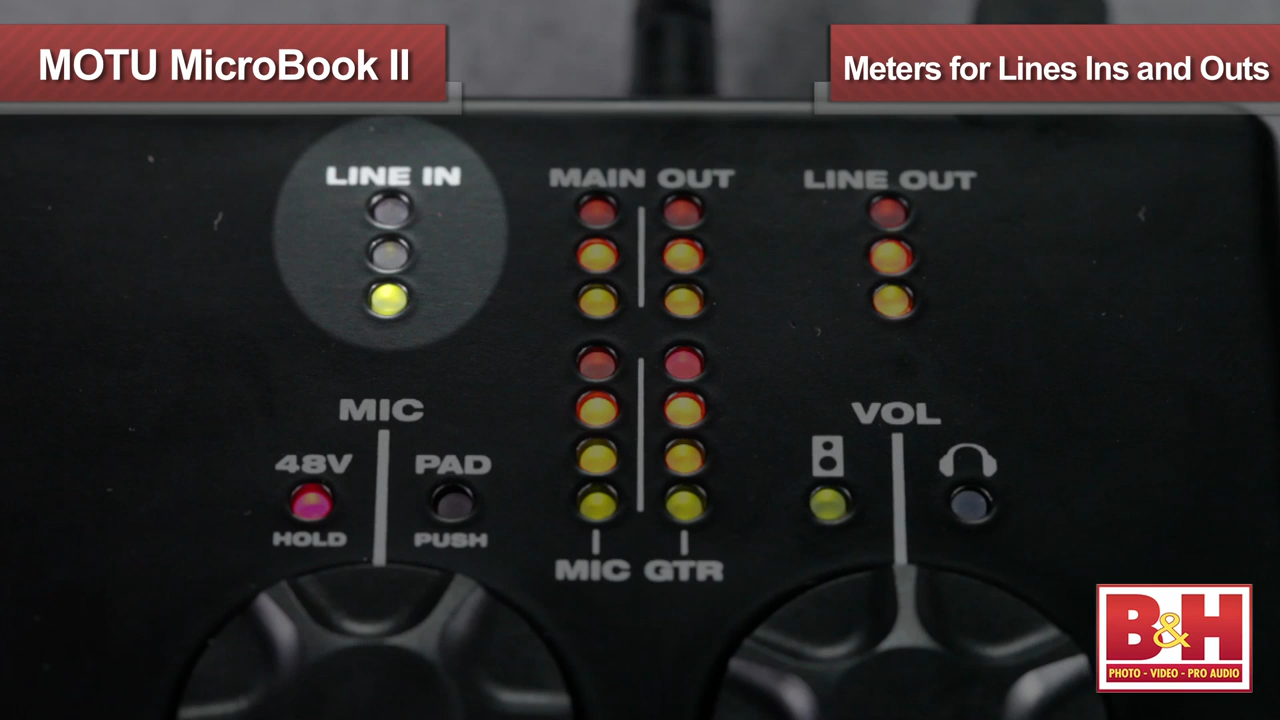 MOTU MicroBook II
Meters for Lines Ins and Outs
LINE IN
MAIN OUT
LINE OUT
MIC
VOL
48V
PAD
HOLD
PUSH
MIC GTR
B&H
PHOTO - VIDEO - PRO AUDIO